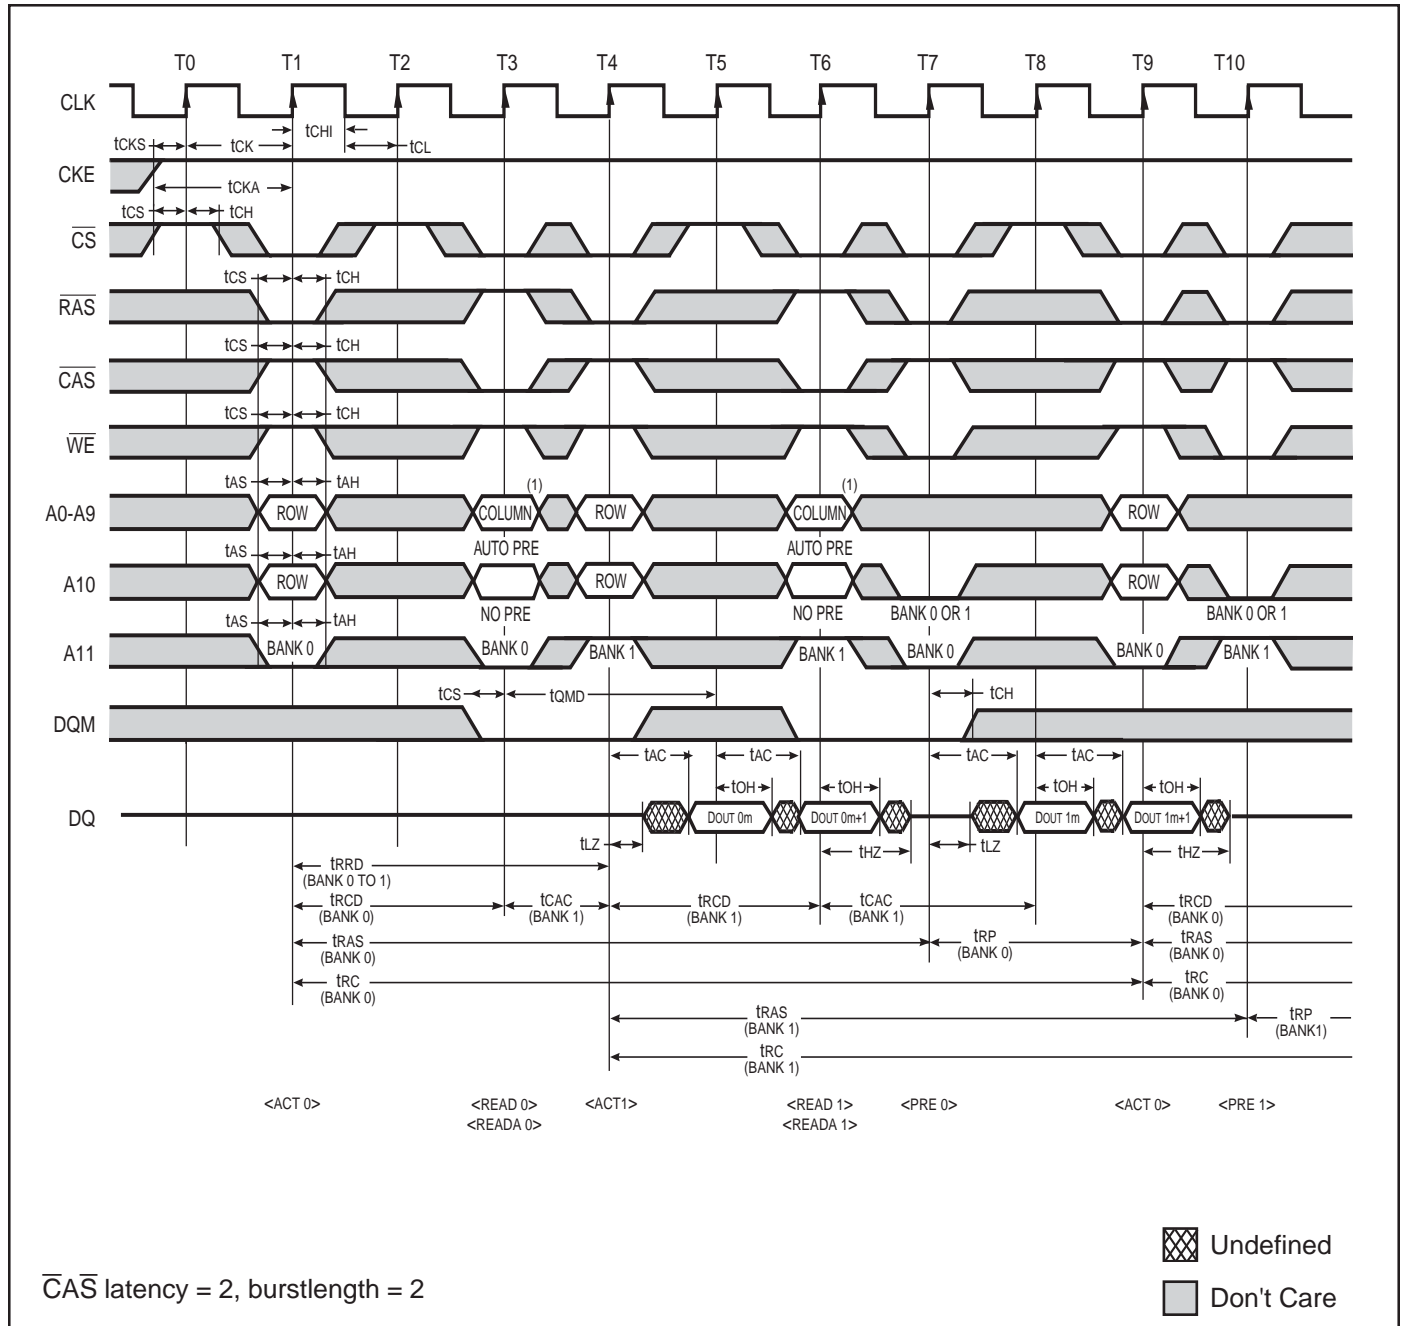 T0 T1 T2 T3 T4 T5 T6 T7 T8 T9 T10
CLK
tCHI
tCKS tCK tCL
CKE
tCKA
tCS tCH
CS
tCS tCH
RAS
tCS tCH
CAS
tCS tCH
WE
tAS tAH (1) (1)
A0-A9 ROW COLUMN ROW COLUMN ROW
tAS tAH AUTO PRE AUTO PRE
A10 ROW ROW ROW
tAS tAH NO PRE NO PRE BANK 0 OR 1 BANK 0 OR 1
A11 BANK 0 BANK 0 BANK 1 BANK 1 BANK 0 BANK 0 BANK 1
tCS tQMD tCH
DQM
tAC tAC tAC tAC
tOH tOH tOH tOH
DQ DOUT 0m DOUT 0m+1 DOUT 1m DOUT 1m+1
tLZ tHZ tLZ tHZ
tRRD
(BANK 0 TO 1)
tRCD tCAC tRCD tCAC tRCD
(BANK 0) (BANK 1) (BANK 1) (BANK 1) (BANK 0)
tRAS tRP tRAS
(BANK 0) (BANK 0) (BANK 0)
tRC tRC
(BANK 0) (BANK 0)
tRAS tRP
(BANK 1) (BANK1)
tRC
(BANK 1)
<ACT 0> <READ 0> <ACT1> <READ 1> <PRE 0> <ACT 0> <PRE 1>
<READA 0> <READA 1>
Undefined
CAS latency = 2, burstlength = 2
Don't Care